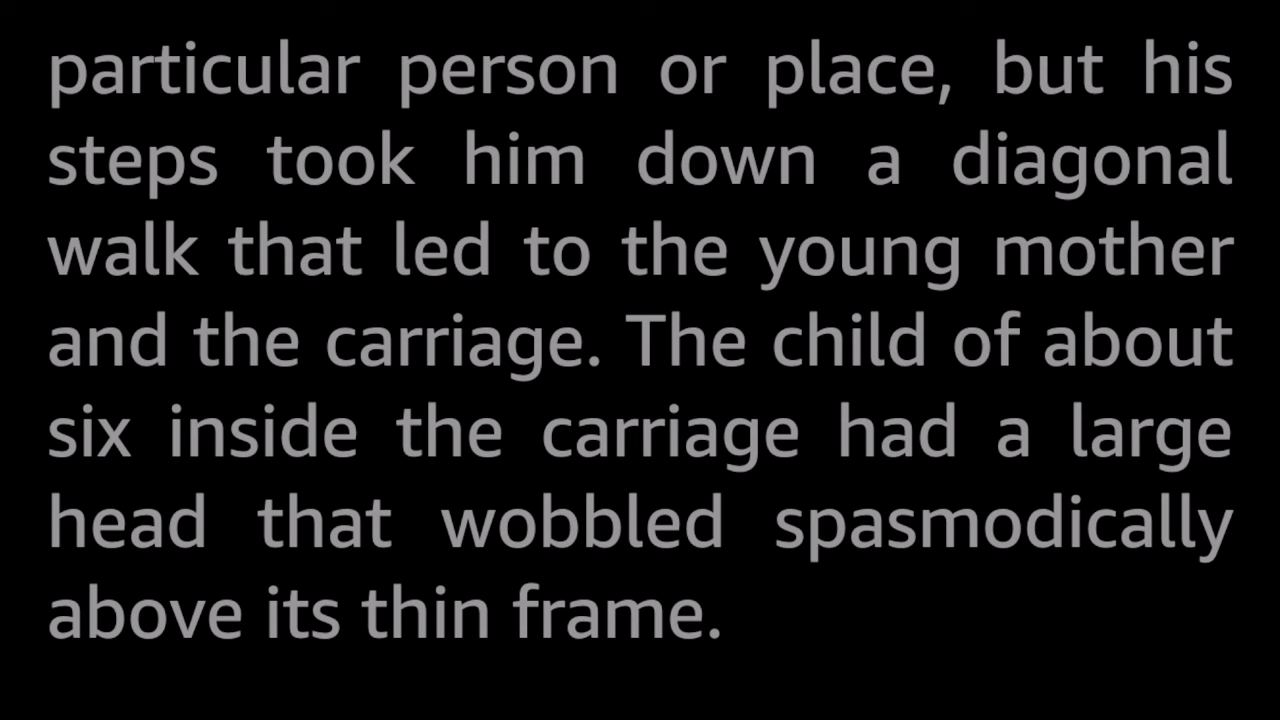 particular person or place, but his
steps took him down a diagonal
walk that led to the young mother
and the carriage. The child of about
six inside the carriage had a large
head that wobbled spasmodically
above its thin frame.